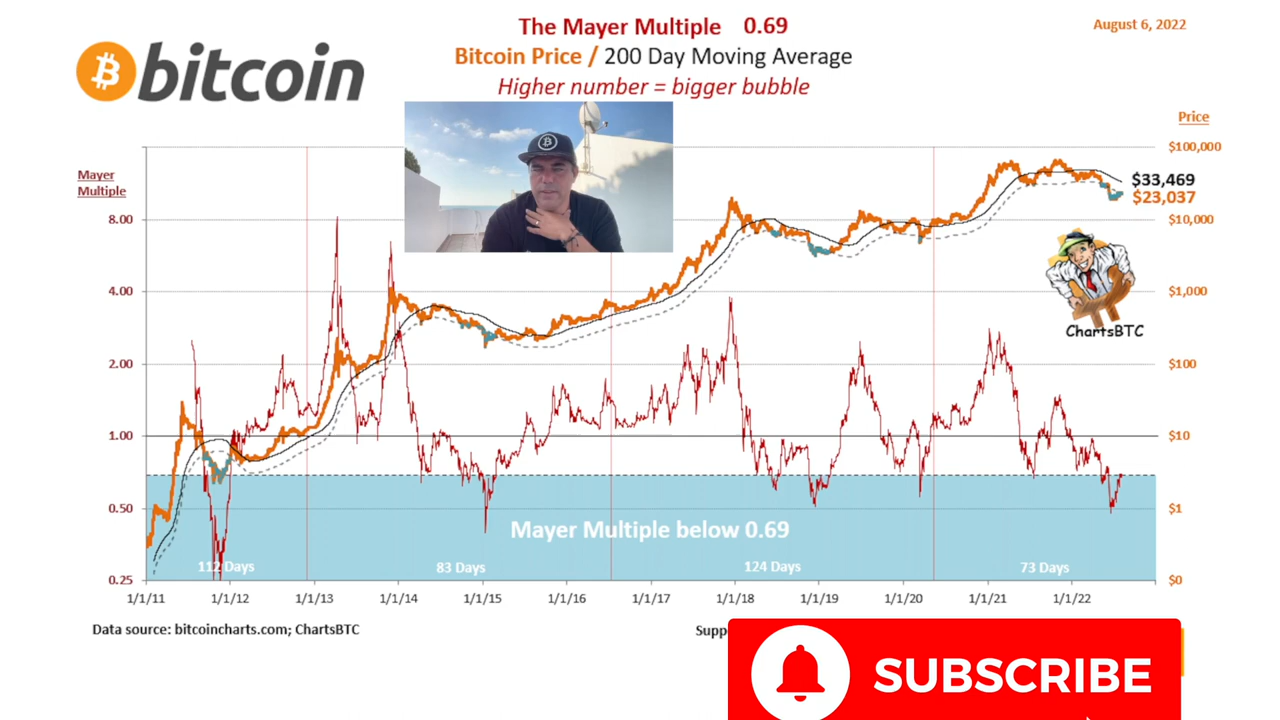 The Mayer Multiple 0.69
August 6, 2022
bitcoin
Bitcoin Price / 200 Day Moving Average
Higher number = bigger bubble
Price
Mayer
Multiple
$100,000
$33,469
$23,037
8.00
$10,000
4.00
$1,000
ChartsBTC
2.00
$100
1.00
$10
0.50
$1
Mayer Multiple below 0.69
112 Days
83 Days
124 Days
73 Days
0.25
$0
1/1/11
1/1/12
1/1/13
1/1/14
1/1/15
1/1/16
1/1/17
1/1/18
1/1/19
1/1/20
1/1/21
1/1/22
Data source: bitcoincharts.com; ChartsBTC
Supp
SUBSCRIBE